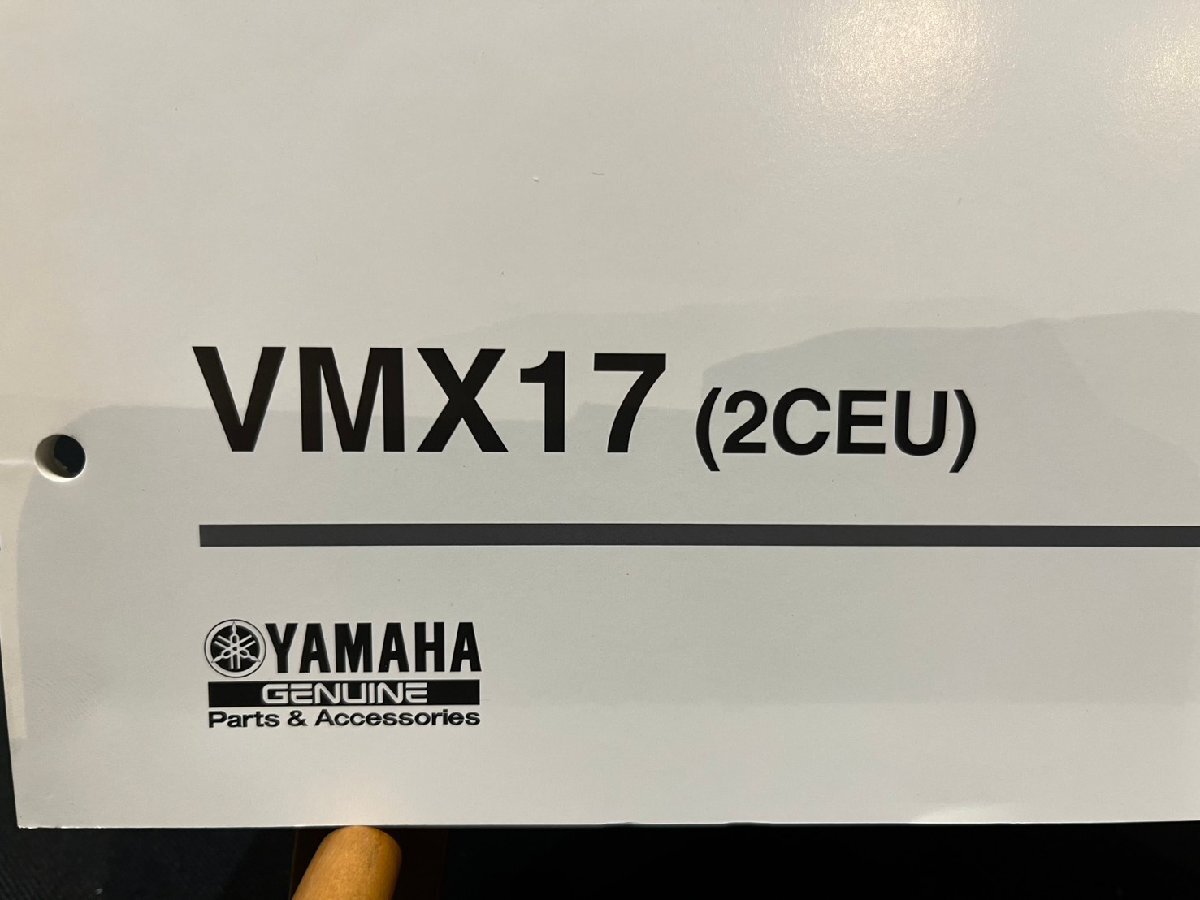 VMX17 (2CEU)
YAMAHA
GENUINE
Parts & Accessories